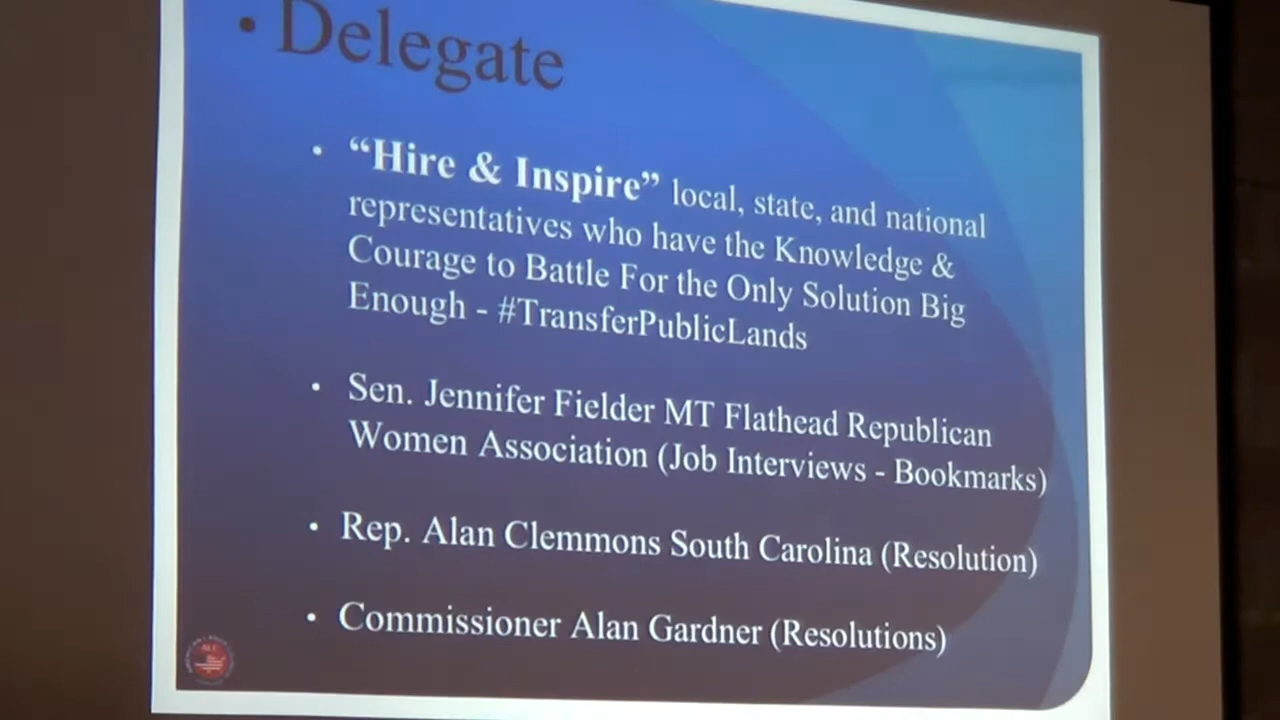 • Delegate
• “Hire & Inspire” local, state, and national
representatives who have the Knowledge &
Courage to Battle For the Only Solution Big
Enough - #TransferPublicLands
• Sen. Jennifer Fielder MT Flathead Republican
Women Association (Job Interviews - Bookmarks)
• Rep. Alan Clemmons South Carolina (Resolution)
• Commissioner Alan Gardner (Resolutions)
ALC